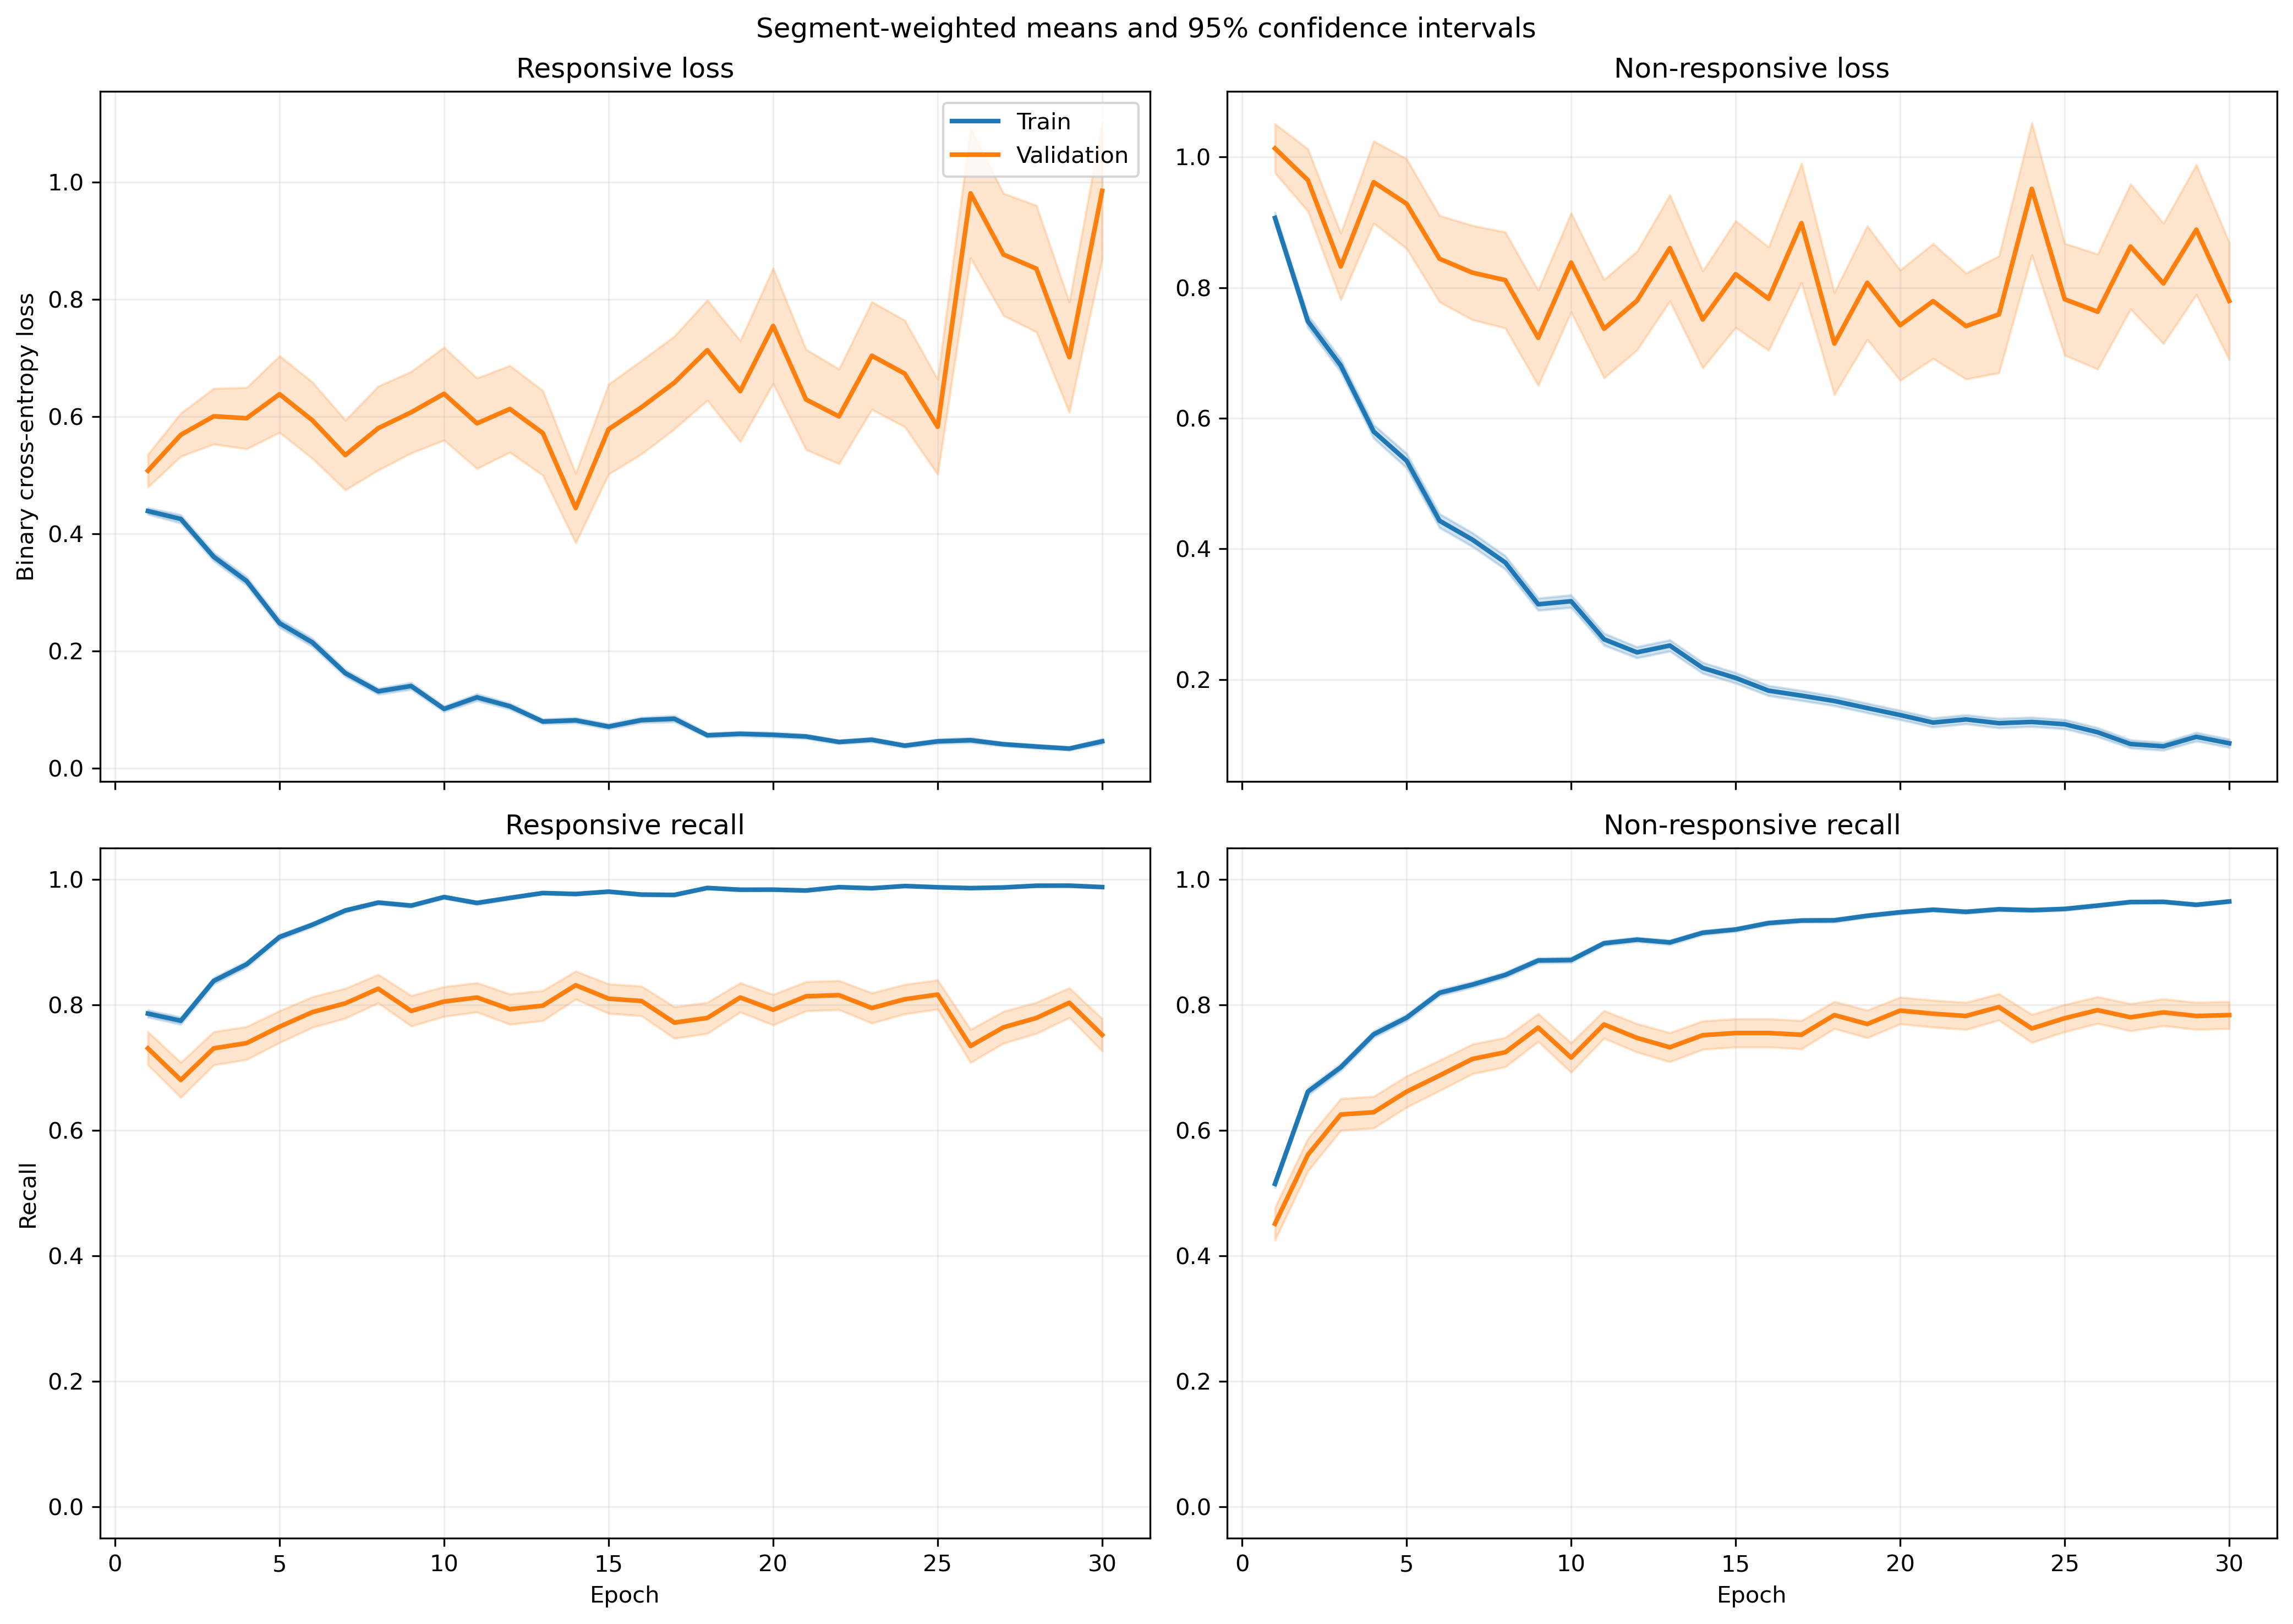 Segment-weighted means and 95% confidence intervals
Responsive loss
Binary cross-entropy loss
1.0
0.8
0.6
0.4
0.2
0.0
Train
Validation
Non-responsive loss
1.0
0.8
0.6
0.4
0.2
Responsive recall
Recall
1.0
0.8
0.6
0.4
0.2
0.0
0 5 10 15 20 25 30
Epoch
Non-responsive recall
1.0
0.8
0.6
0.4
0.2
0.0
0 5 10 15 20 25 30
Epoch